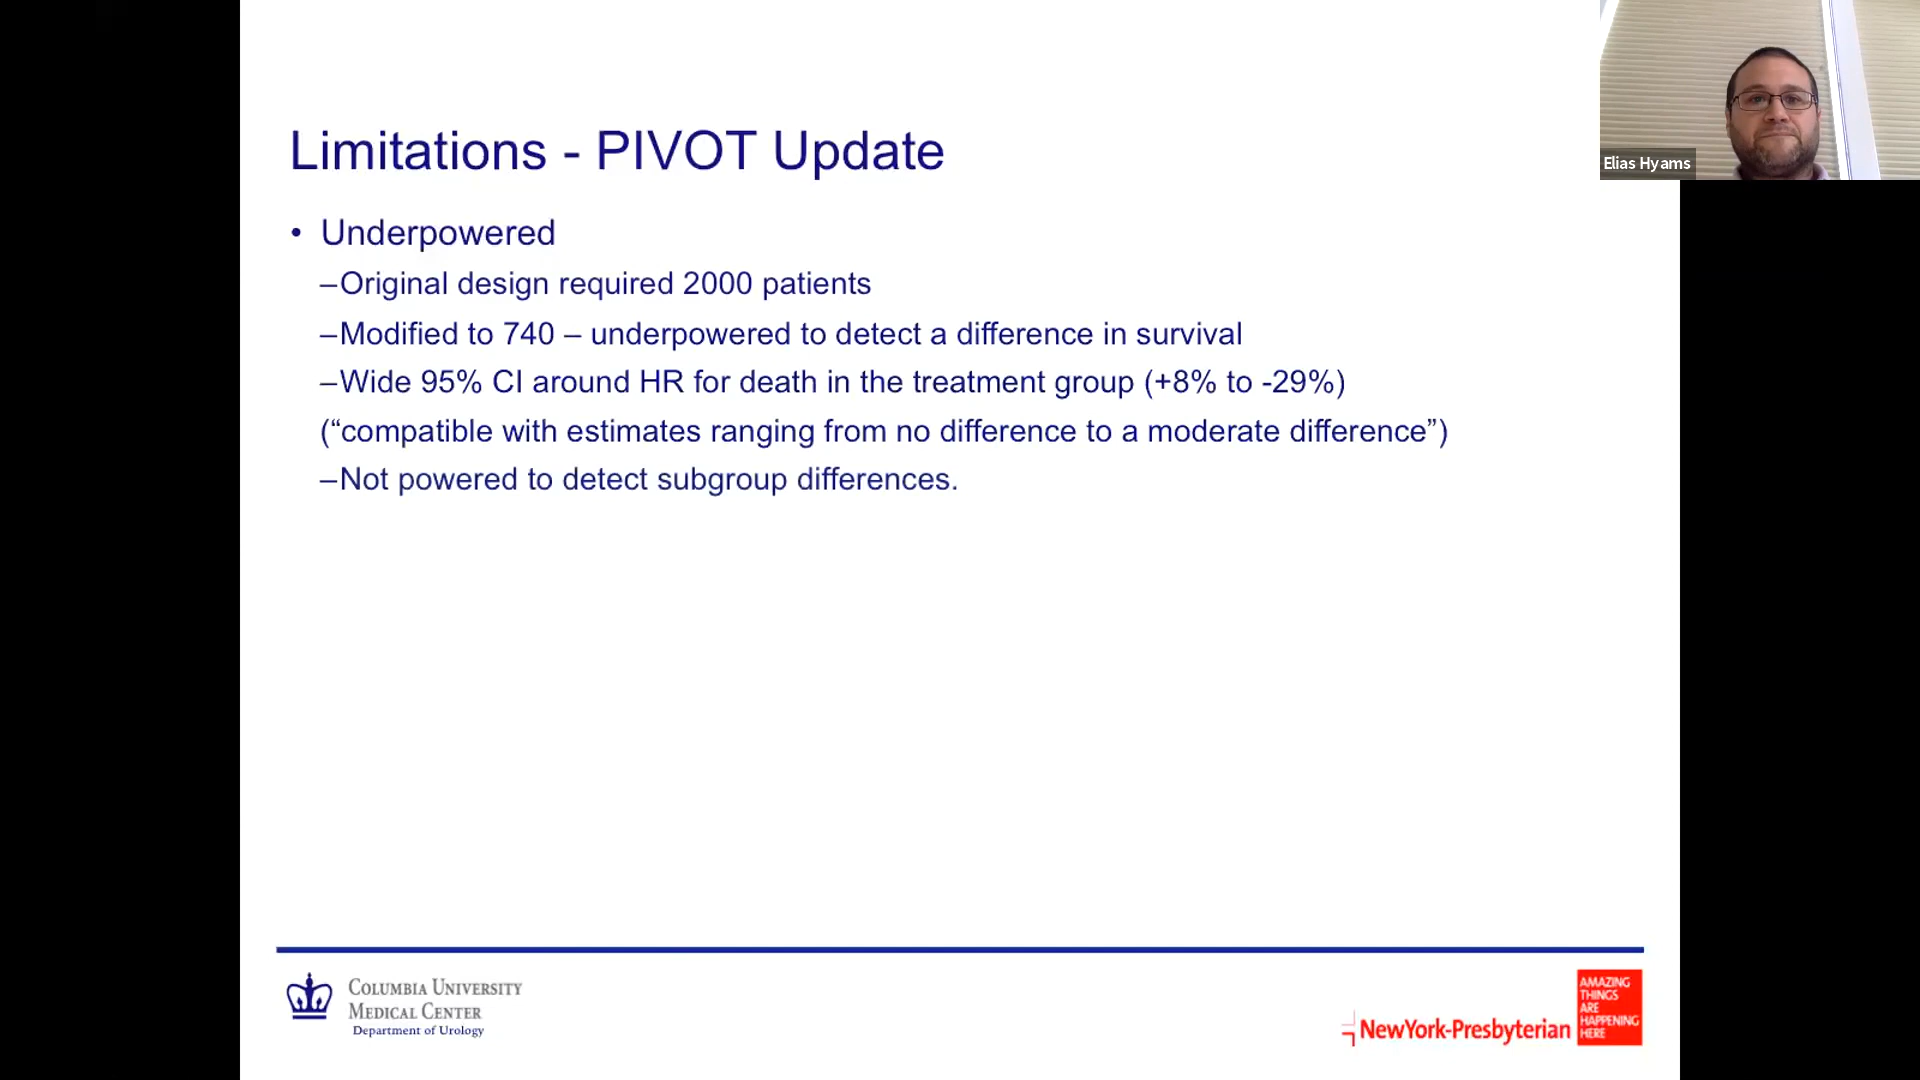 Elias Hyams
Limitations - PIVOT Update
• Underpowered
–Original design required 2000 patients
–Modified to 740 – underpowered to detect a difference in survival
–Wide 95% CI around HR for death in the treatment group (+8% to -29%)
(“compatible with estimates ranging from no difference to a moderate difference”)
–Not powered to detect subgroup differences.
COLUMBIA UNIVERSITY
MEDICAL CENTER
Department of Urology
NewYork-Presbyterian
AMAZING
THINGS
ARE
HAPPENING
HERE